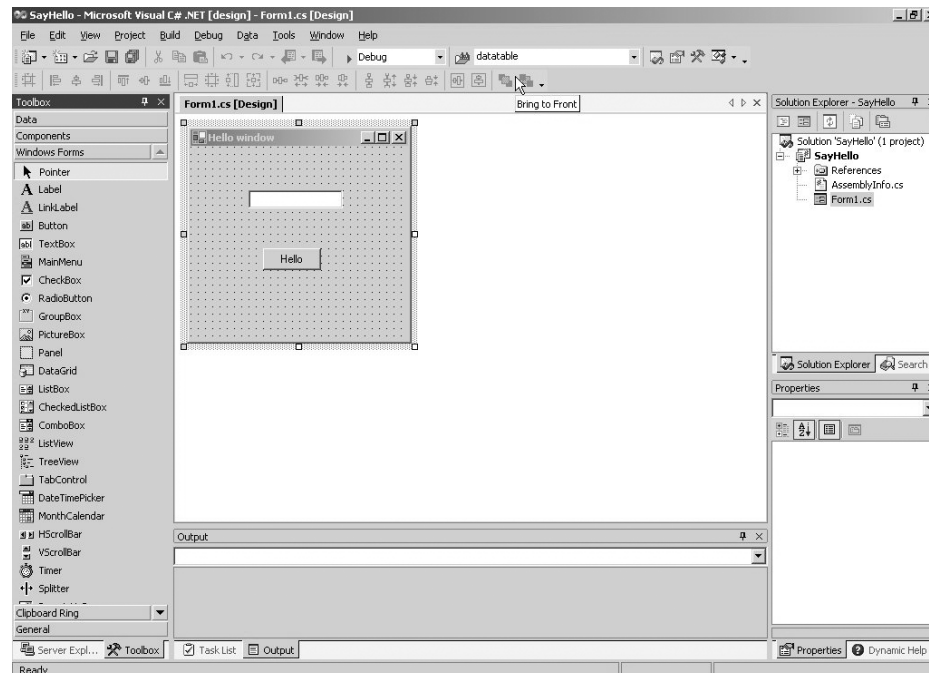 SayHello - Microsoft Visual C# .NET [design] - Form1.cs [Design]
File Edit View Project Build Debug Data Tools Window Help
Debug datatable
Toolbox
Form1.cs [Design]
Bring to Front
Solution Explorer - SayHello
Data
Components
Windows Forms
Pointer
Label
LinkLabel
Button
TextBox
MainMenu
CheckBox
RadioButton
GroupBox
PictureBox
Panel
DataGrid
ListBox
CheckedListBox
ComboBox
ListView
TreeView
TabControl
DateTimePicker
MonthCalendar
HScrollBar
VScrollBar
Timer
Splitter
Clipboard Ring
General
Server Expl... Toolbox
Hello window
Hello
Output
Task List Output
Solution 'SayHello' (1 project)
SayHello
References
AssemblyInfo.cs
Form1.cs
Solution Explorer Search
Properties
Properties Dynamic Help
Ready